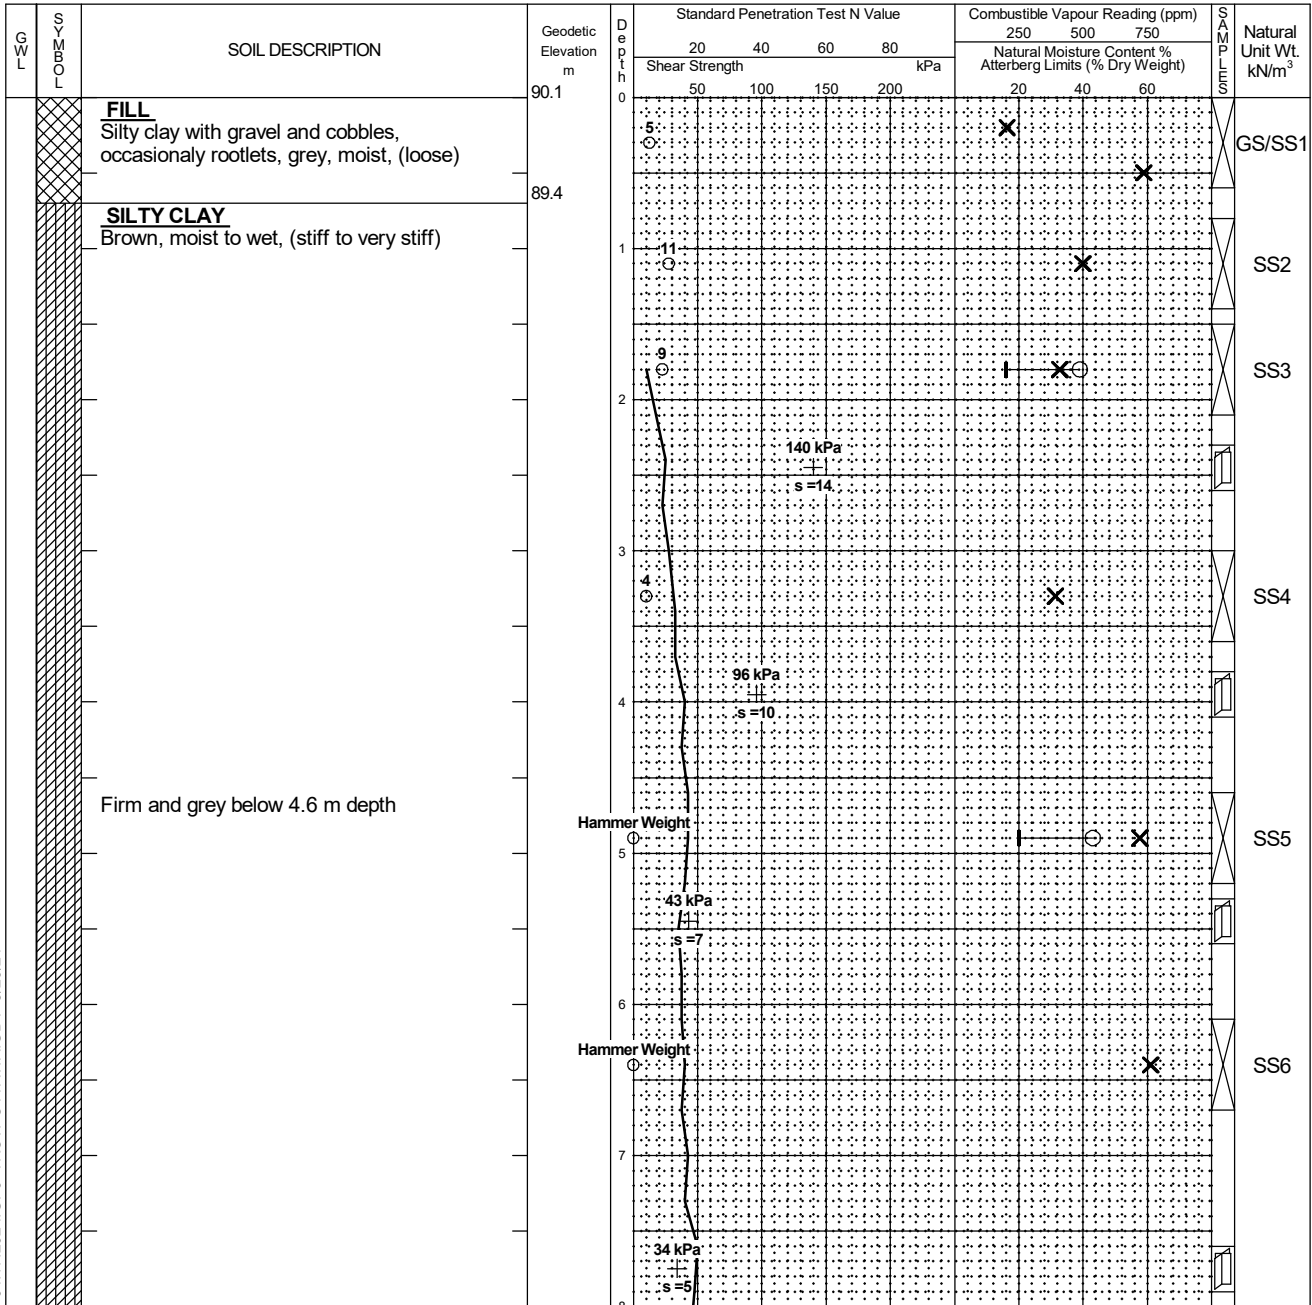 GWL
SYMBOL
SOIL DESCRIPTION
Geodetic
Elevation
m
Depth
Standard Penetration Test N Value
20 40 60 80
Shear Strength kPa
50 100 150 200
Combustible Vapour Reading (ppm)
250 500 750
Natural Moisture Content %
Atterberg Limits (% Dry Weight)
20 40 60
SAMPLES
Natural
Unit Wt.
kN/m³
90.1
0
FILL
Silty clay with gravel and cobbles,
occasionaly rootlets, grey, moist, (loose)
5
GS/SS1
89.4
SILTY CLAY
Brown, moist to wet, (stiff to very stiff)
1
11
SS2
9
SS3
2
140 kPa
s =14
3
4
SS4
96 kPa
4
s =10
Firm and grey below 4.6 m depth
Hammer Weight
SS5
5
43 kPa
s =7
6
Hammer Weight
SS6
7
34 kPa
s =5
8